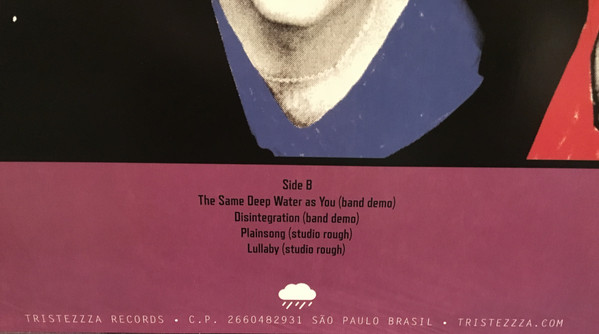 Side B
The Same Deep Water as You (band demo)
Disintegration (band demo)
Plainsong (studio rough)
Lullaby (studio rough)
TRISTEZZZA RECORDS • C.P. 2660482931 SÃO PAULO BRASIL • TRISTEZZZA.COM